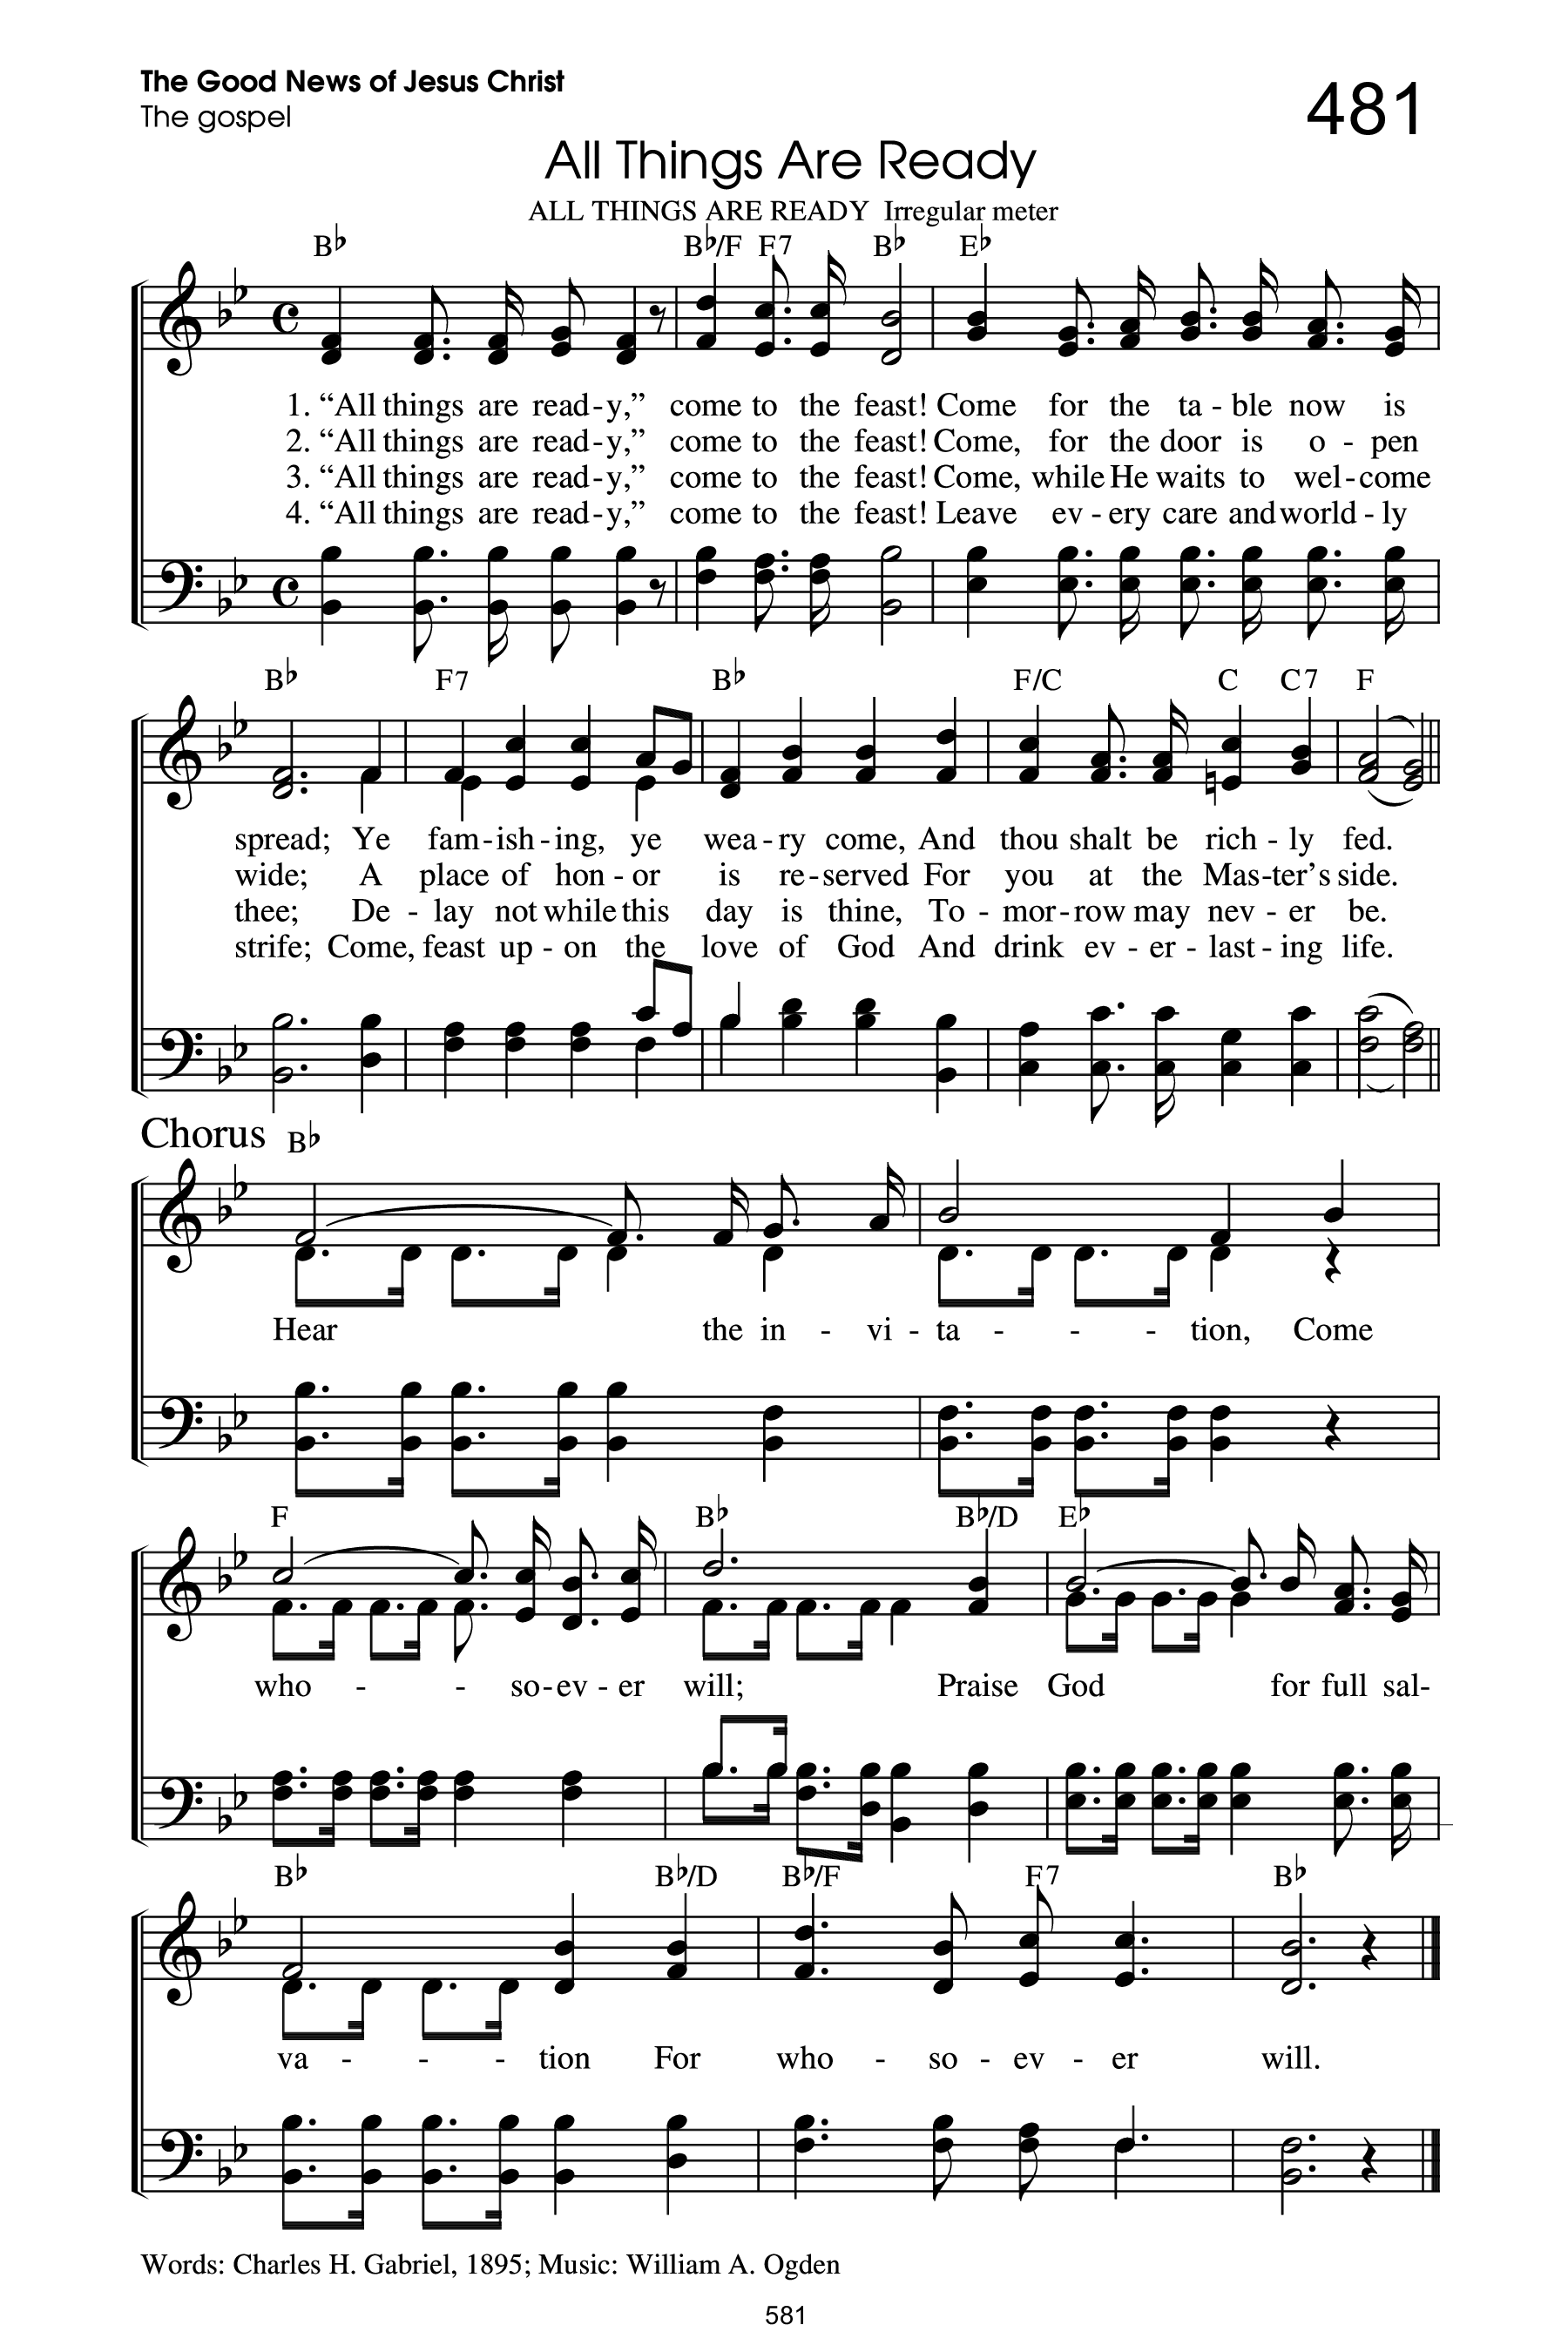 The Good News of Jesus Christ
The gospel
481
All Things Are Ready
ALL THINGS ARE READY Irregular meter
B♭ B♭/F F7 B♭ E♭
1. “All things are read-y,” come to the feast! Come for the ta - ble now is
2. “All things are read-y,” come to the feast! Come, for the door is o - pen
3. “All things are read-y,” come to the feast! Come, while He waits to wel-come
4. “All things are read-y,” come to the feast! Leave ev - ery care and world - ly
B♭ F7 B♭ F/C C C7 F
spread; Ye fam-ish-ing, ye wea-ry come, And thou shalt be rich - ly fed.
wide; A place of hon - or is re-served For you at the Mas-ter’s side.
thee; De - lay not while this day is thine, To - mor-row may nev - er be.
strife; Come, feast up - on the love of God And drink ev - er - last - ing life.
Chorus B♭
Hear the in - vi - ta - - - tion, Come
F B♭ B♭/D E♭
who - - so-ev - er will; Praise God for full sal-
B♭ B♭/D B♭/F F7 B♭
va - - - tion For who - so - ev - er will.
Words: Charles H. Gabriel, 1895; Music: William A. Ogden
581